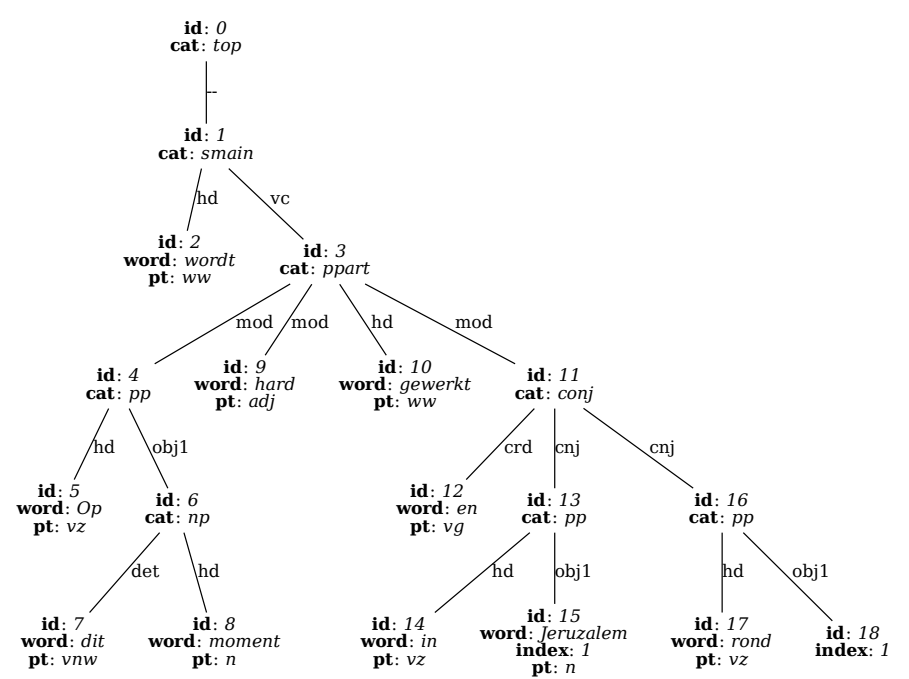 id: 0
cat: top
--
id: 1
cat: smain
hd
vc
id: 2
word: wordt
pt: ww
id: 3
cat: ppart
mod
mod
hd
mod
id: 4
cat: pp
id: 9
word: hard
pt: adj
id: 10
word: gewerkt
pt: ww
id: 11
cat: conj
hd
obj1
crd
cnj
cnj
id: 5
word: Op
pt: vz
id: 6
cat: np
id: 12
word: en
pt: vg
id: 13
cat: pp
id: 16
cat: pp
det
hd
hd
obj1
hd
obj1
id: 7
word: dit
pt: vnw
id: 8
word: moment
pt: n
id: 14
word: in
pt: vz
id: 15
word: Jeruzalem
index: 1
pt: n
id: 17
word: rond
pt: vz
id: 18
index: 1